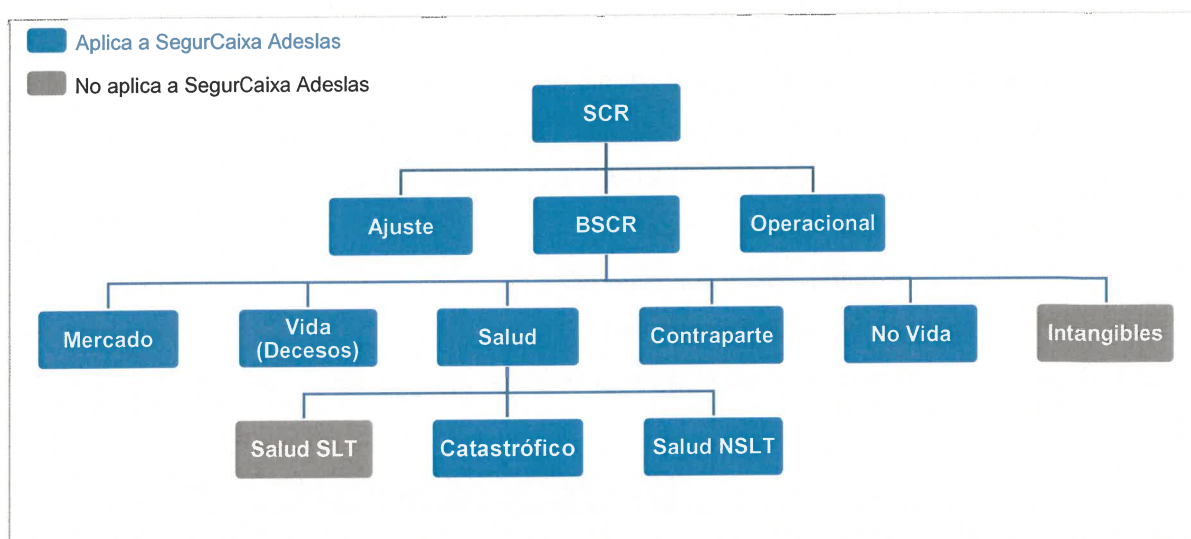 Aplica a SegurCaixa Adeslas
No aplica a SegurCaixa Adeslas
SCR
Ajuste
BSCR
Operacional
Mercado
Vida
(Decesos)
Salud
Contraparte
No Vida
Intangibles
Salud SLT
Catastrófico
Salud NSLT